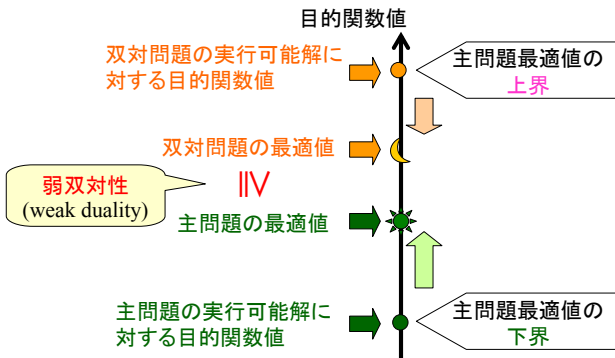 目的関数値
双対問題の実行可能解に
対する目的関数値
主問題最適値の
上界
双対問題の最適値
弱双対性
(weak duality)
≥
主問題の最適値
主問題の実行可能解に
対する目的関数値
主問題最適値の
下界